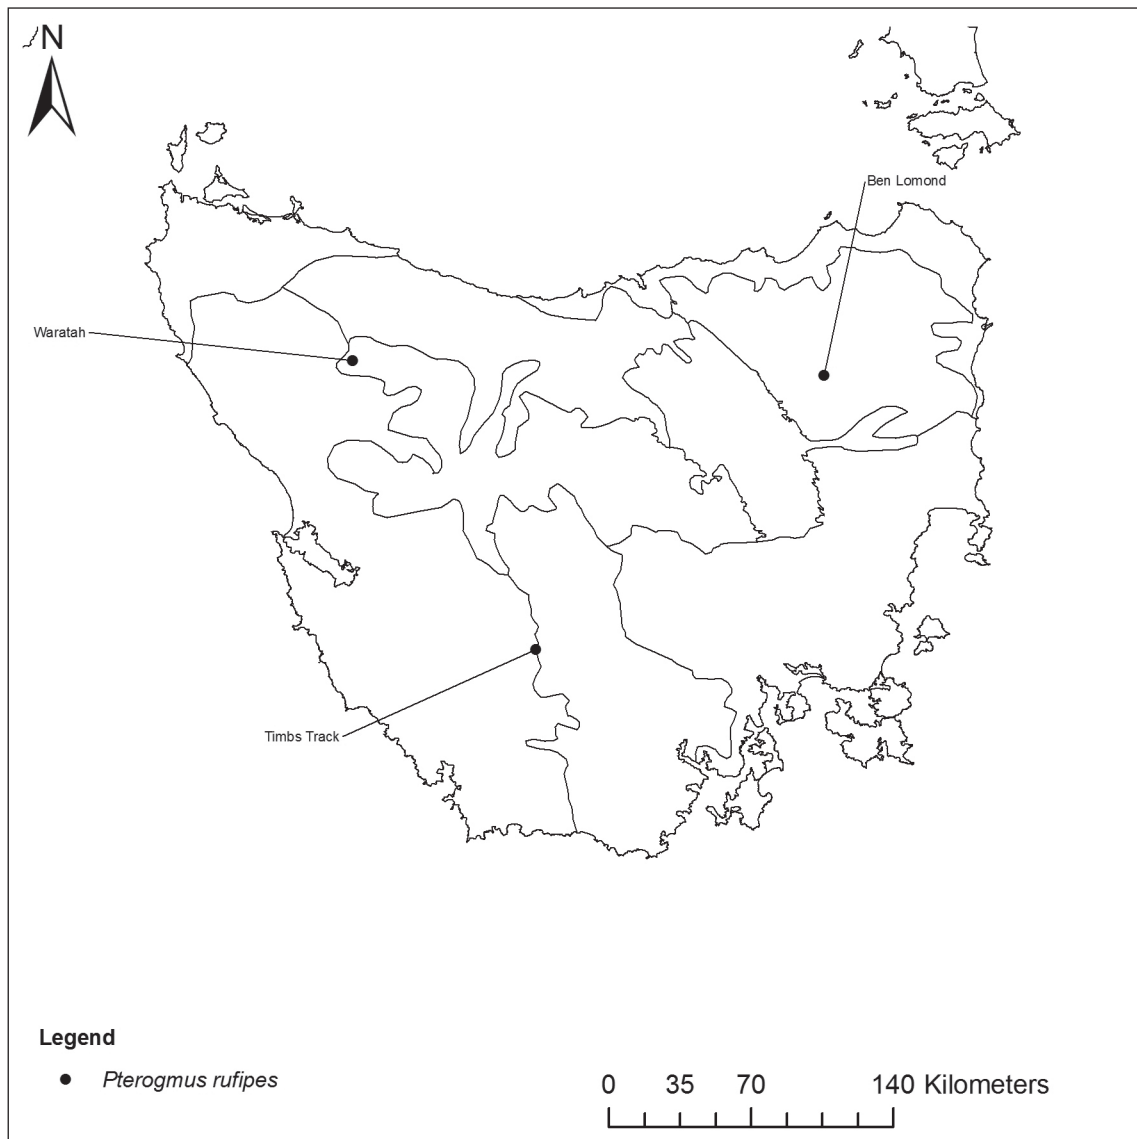 N
Ben Lomond
Waratah
Timbs Track
Legend
Pterogmus rufipes
0 35 70 140 Kilometers